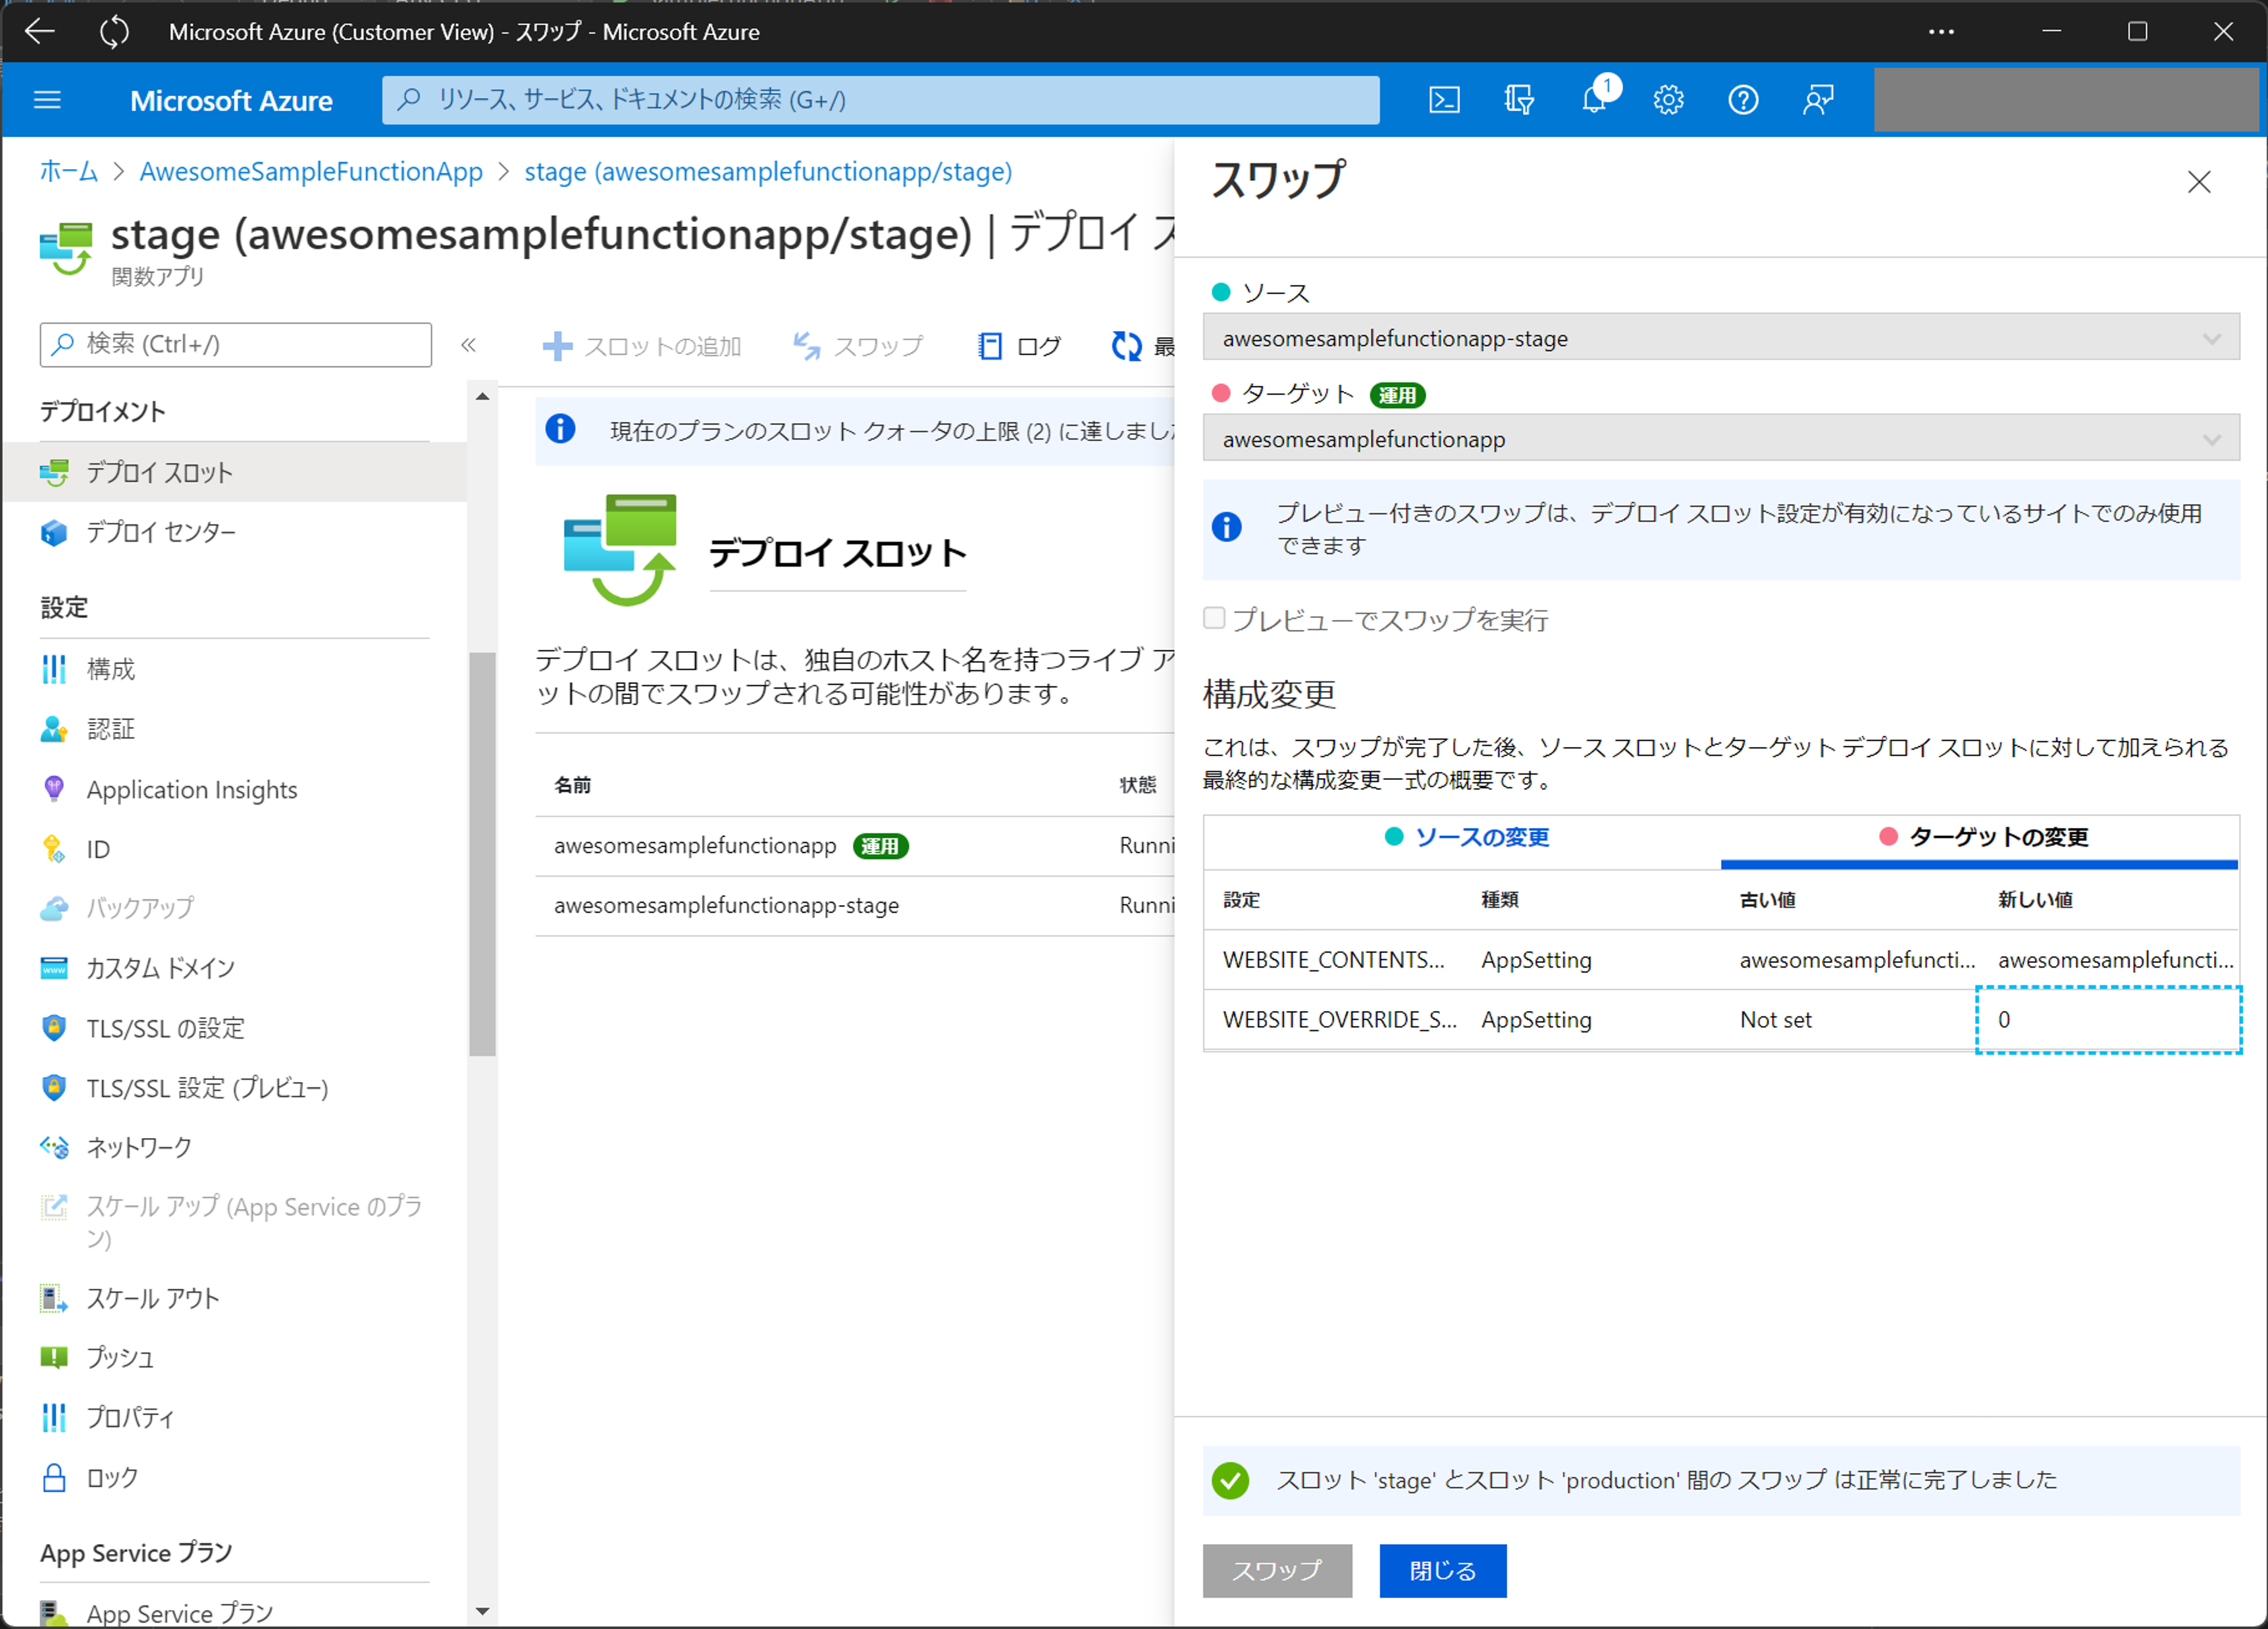 Microsoft Azure (Customer View) - スワップ - Microsoft Azure
Microsoft Azure
リソース、サービス、ドキュメントの検索 (G+/)
1
ホーム > AwesomeSampleFunctionApp > stage (awesomesamplefunctionapp/stage)
stage (awesomesamplefunctionapp/stage) | デプロイ ス
関数アプリ
検索 (Ctrl+/)
«
デプロイメント
デプロイ スロット
デプロイ センター
設定
構成
認証
Application Insights
ID
バックアップ
カスタム ドメイン
TLS/SSL の設定
TLS/SSL 設定 (プレビュー)
ネットワーク
スケール アップ (App Service のプラ
ン)
スケール アウト
プッシュ
プロパティ
ロック
App Service プラン
App Service プラン
スロットの追加
スワップ
ログ
最
現在のプランのスロット クォータの上限 (2) に達しまし
デプロイ スロット
デプロイ スロットは、独自のホスト名を持つライブ ア
ットの間でスワップされる可能性があります。
名前 状態
awesomesamplefunctionapp 運用 Runni
awesomesamplefunctionapp-stage Runni
スワップ
ソース
awesomesamplefunctionapp-stage
ターゲット 運用
awesomesamplefunctionapp
プレビュー付きのスワップは、デプロイ スロット設定が有効になっているサイトでのみ使用
できます
プレビューでスワップを実行
構成変更
これは、スワップが完了した後、ソース スロットとターゲット デプロイ スロットに対して加えられる
最終的な構成変更一式の概要です。
ソースの変更 ターゲットの変更
設定 種類 古い値 新しい値
WEBSITE_CONTENTS... AppSetting awesomesamplefuncti... awesomesamplefuncti...
WEBSITE_OVERRIDE_S... AppSetting Not set 0
スロット 'stage' とスロット 'production' 間の スワップ は正常に完了しました
スワップ
閉じる